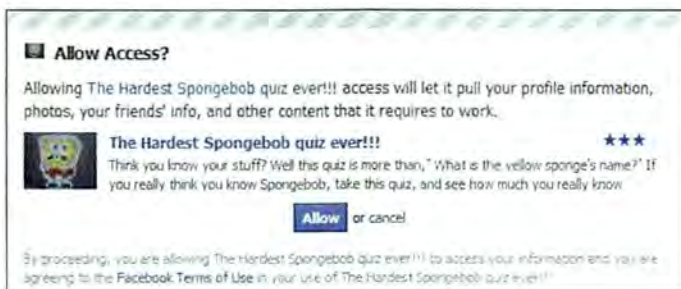 Allow Access?
Allowing The Hardest Spongebob quiz ever!!! access will let it pull your profile information,
photos, your friends' info, and other content that it requires to work.
The Hardest Spongebob quiz ever!!! ★★★
Think you know your stuff? Well this quiz is more than," What is the yellow sponge's name?" If
you really think you know Spongebob, take this quiz, and see how much you really know
Allow or cancel
By proceeding, you are allowing The Hardest Spongebob quiz ever!!! to access your information and you are
agreeing to the Facebook Terms of Use in your use of The Hardest Spongebob quiz ever!!!